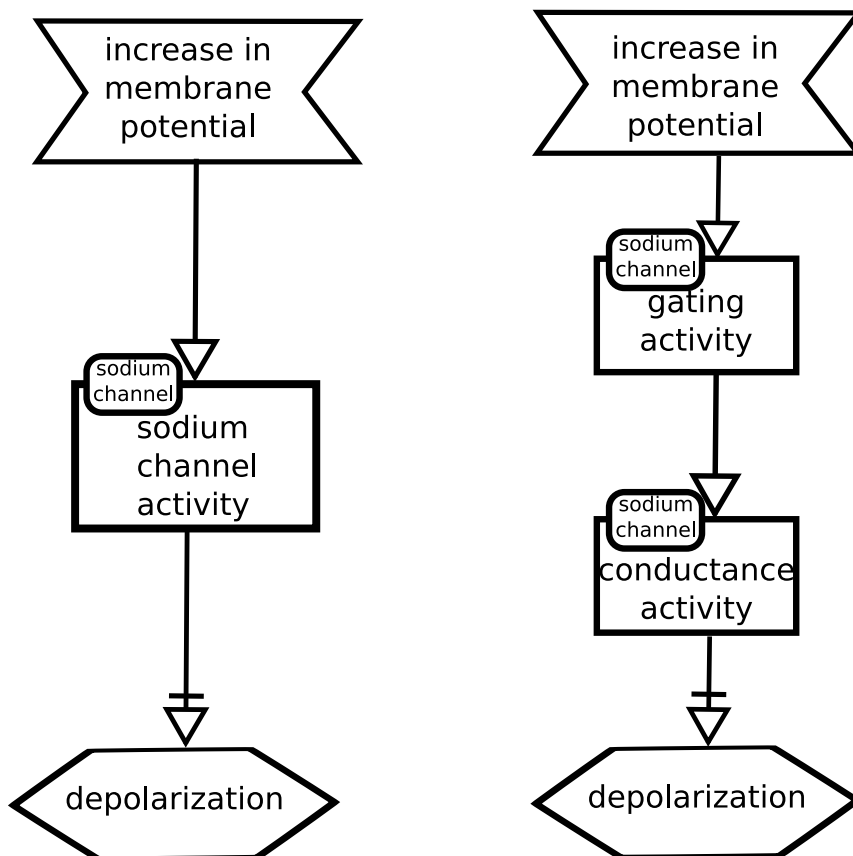 increase in
membrane
potential
sodium
channel
sodium
channel
activity
depolarization
increase in
membrane
potential
sodium
channel
gating
activity
sodium
channel
conductance
activity
depolarization